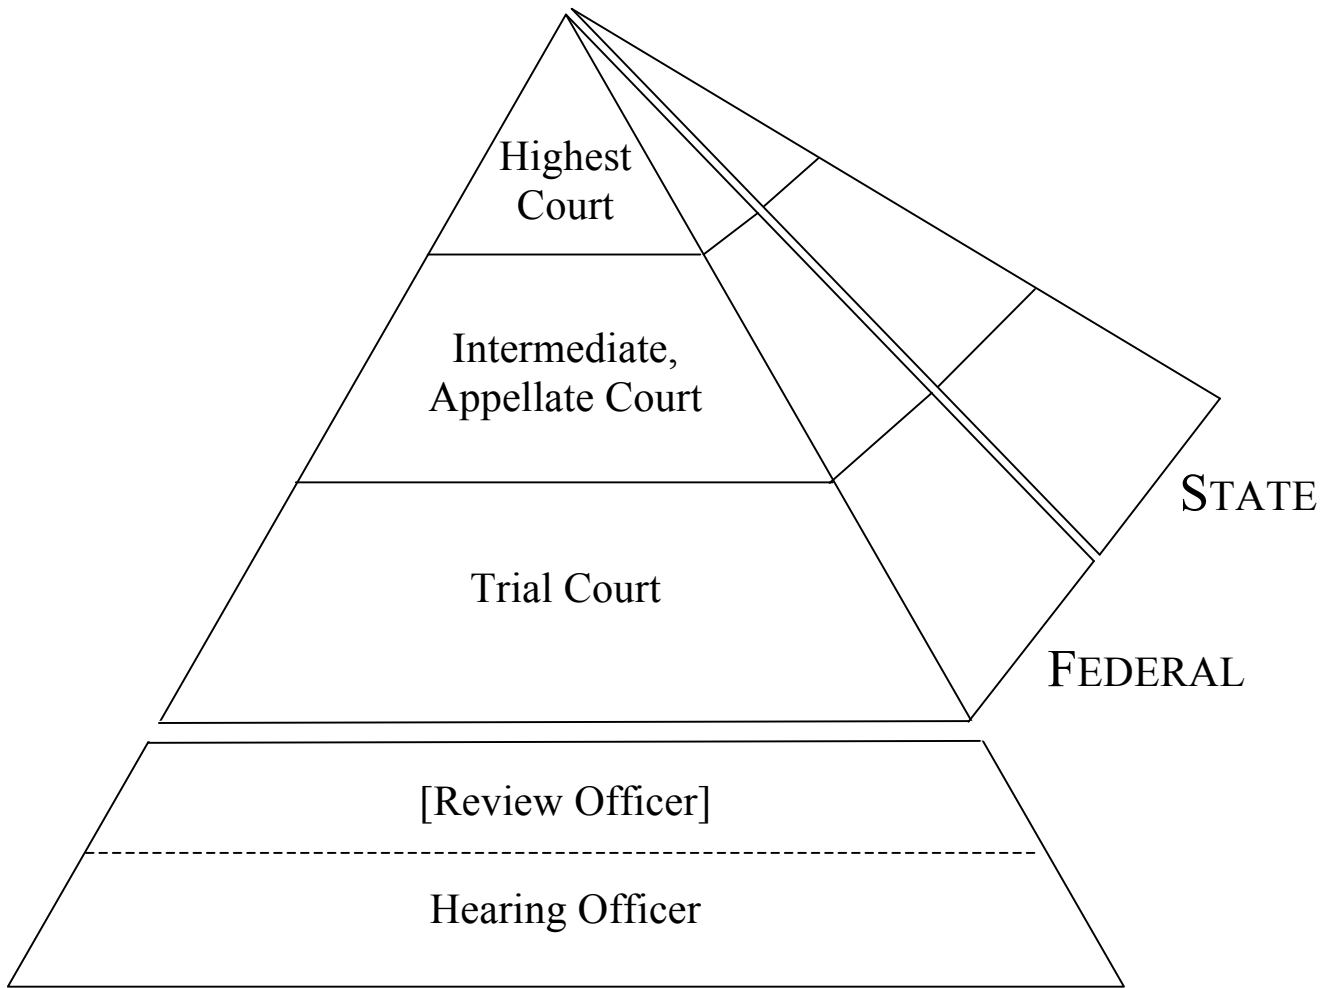 Highest
Court
Intermediate,
Appellate Court
Trial Court
STATE
FEDERAL
[Review Officer]
Hearing Officer